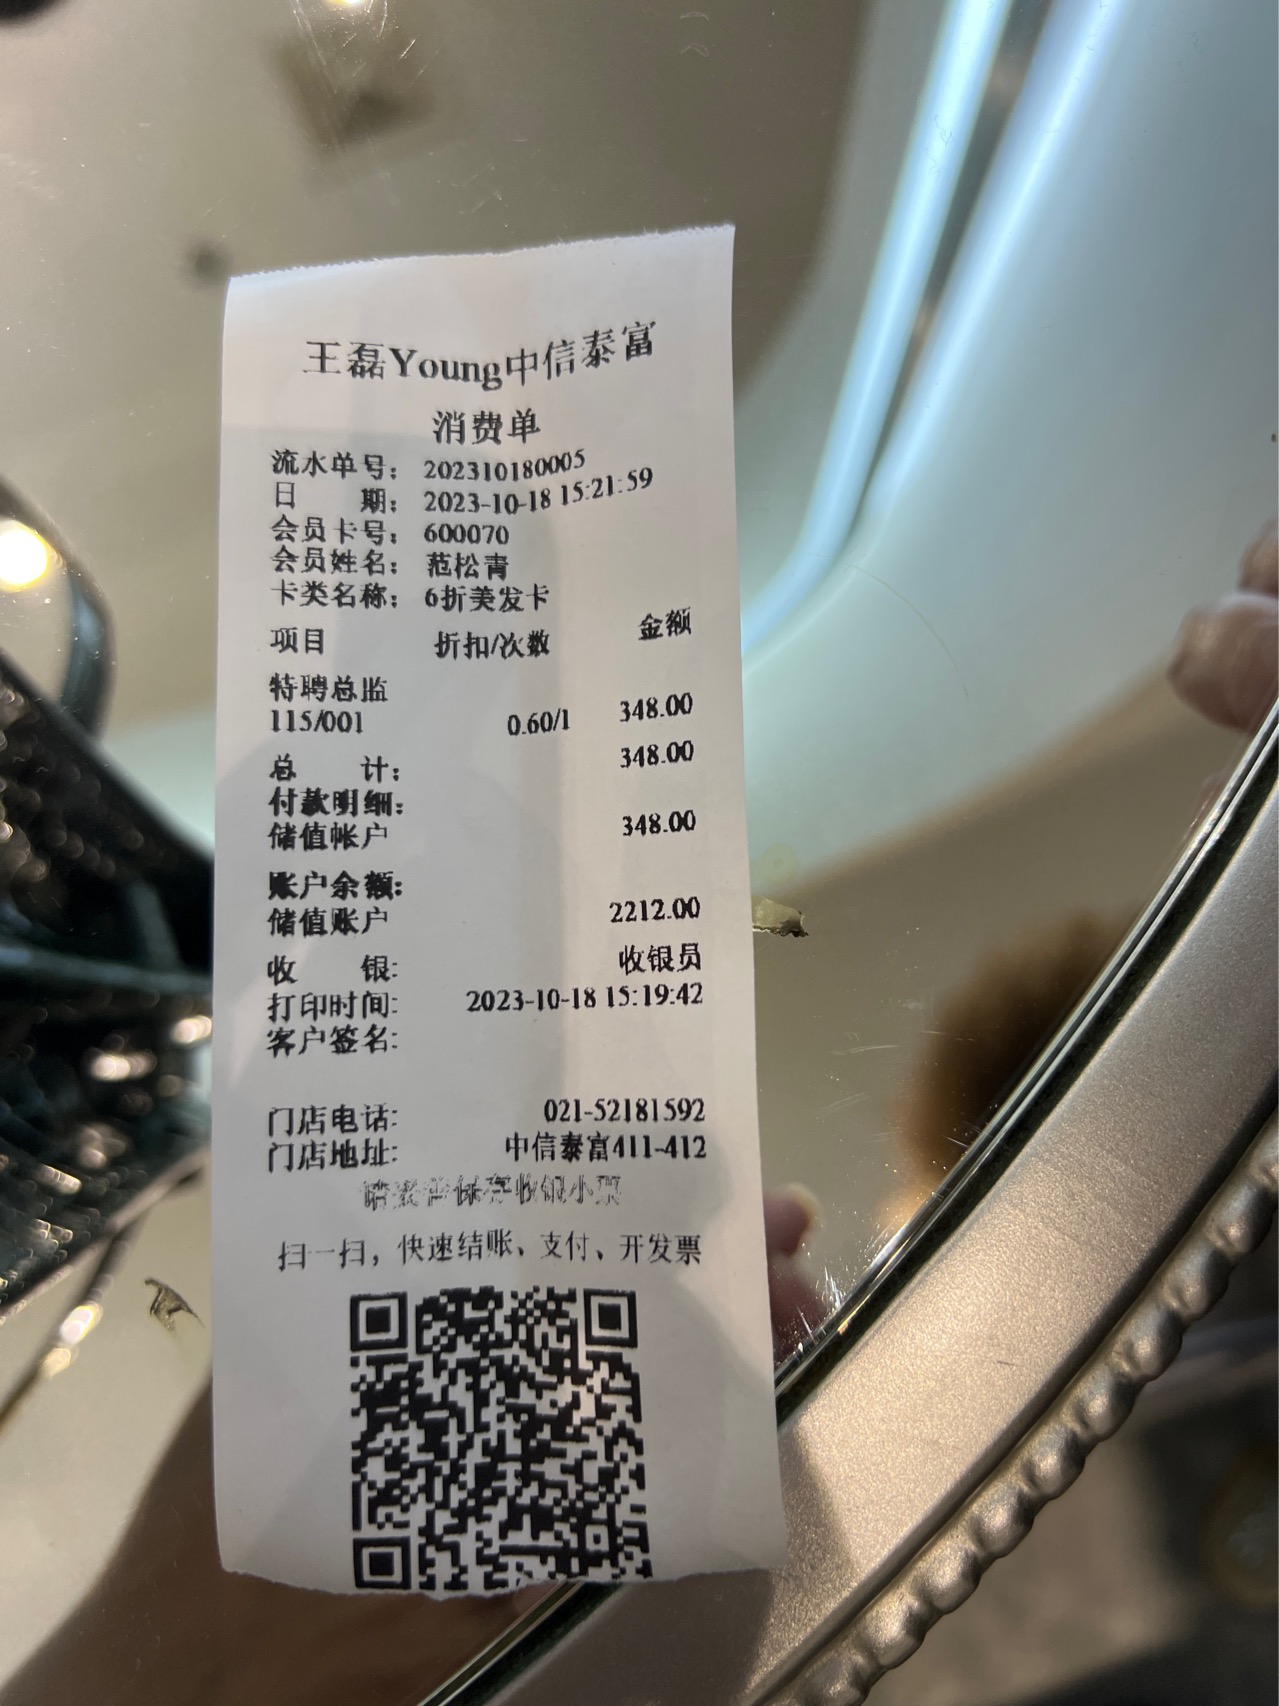 王磊Young中信泰富
消费单
流水单号： 202310180005
日 期： 2023-10-18 15:21:59
会员卡号： 600070
会员姓名： 范松青
卡类名称： 6折美发卡
项目 折扣/次数 金额
特聘总监
115/001 0.60/1 348.00
总 计： 348.00
付款明细：
储值帐户 348.00
账户余额：
储值账户 2212.00
收 银: 收银员
打印时间: 2023-10-18 15:19:42
客户签名:
门店电话: 021-52181592
门店地址: 中信泰富411-412
保存收银小票
扫一扫，快速结账、支付、开发票